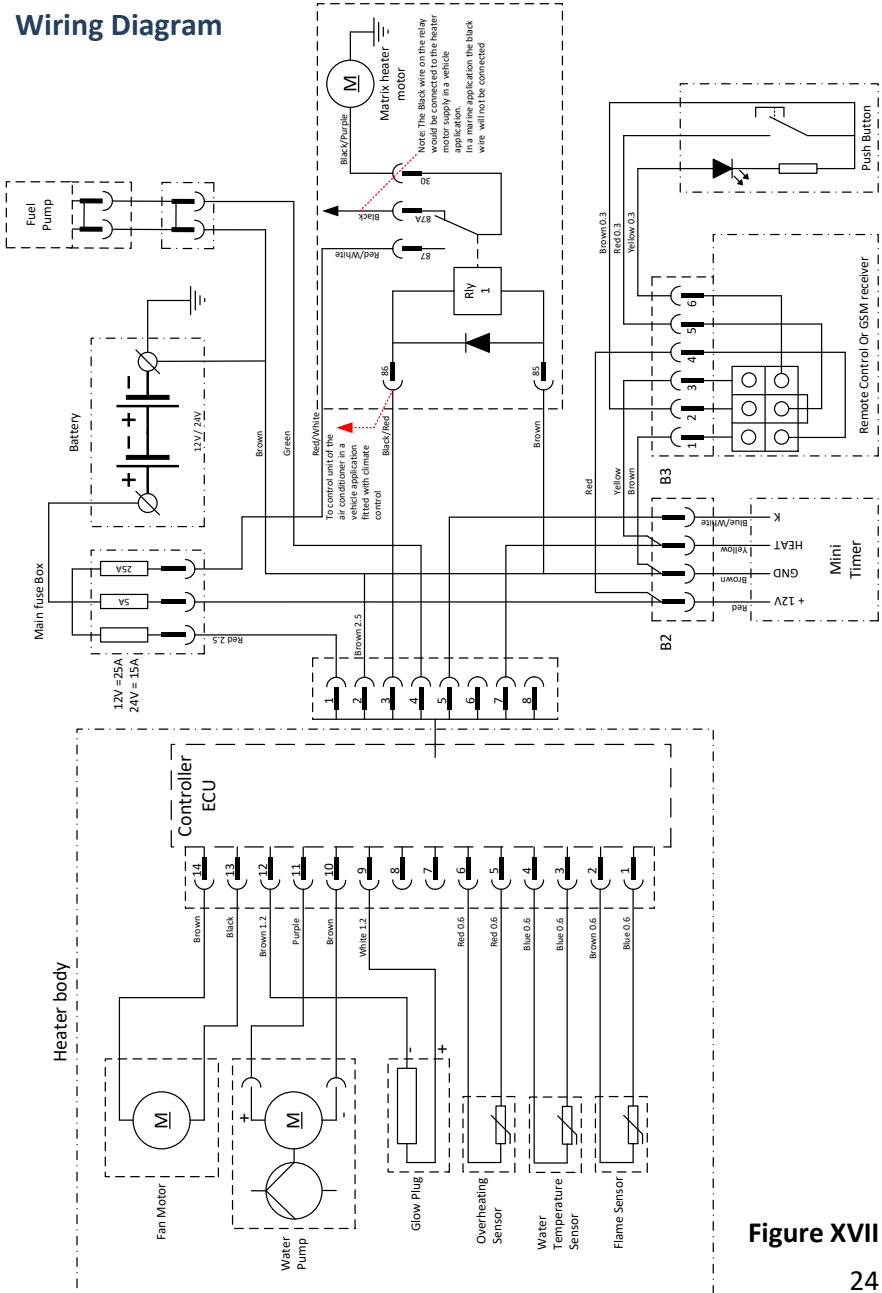 Wiring Diagram
Fuel
Pump
Battery
12V / 24V
Main fuse Box
25A
5A
12V =25A
24V = 15A
Red 2.5
Brown 2.5
Brown
Green
Red/White
Matrix heater
motor
M
Black/Purple
Note: The Black wire on the relay
would be connected to the heater
motor supply in a vehicle
application.
In a marine application the black
wire will not be connected
30
87A
87
Black
Red/White
Rly
1
86
85
Black/Red
Brown
To control unit of the
air conditioner in a
vehicle application
fitted with climate
control
Push Button
Brown 0.3
Red 0.3
Yellow 0.3
B3
1
2
3
4
5
6
Remote Control Or GSM receiver
Red
Yellow
Brown
B2
Blue/White
Yellow
Brown
Red
K
HEAT
GND
+ 12V
Mini
Timer
1
2
3
4
5
6
7
8
Heater body
Controller
ECU
14
13
12
11
10
9
8
7
6
5
4
3
2
1
Brown
Black
Brown 1.2
Purple
Brown
White 1.2
Red 0.6
Red 0.6
Blue 0.6
Blue 0.6
Brown 0.6
Blue 0.6
M
Fan Motor
+
M
-
Water
Pump
-
+
Glow Plug
Overheating
Sensor
Water
Temperature
Sensor
Flame Sensor
Figure XVII
24